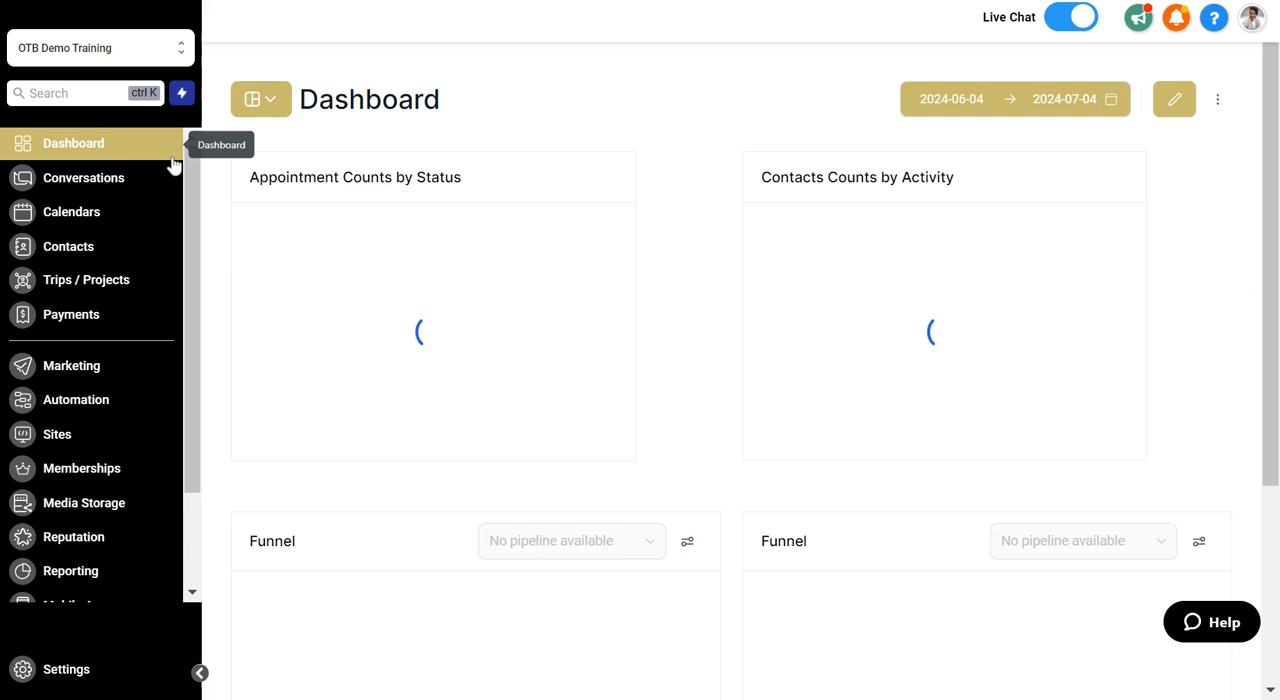 Live Chat
OTB Demo Training
Search
ctrl K
Dashboard
2024-06-04 → 2024-07-04
Dashboard
Dashboard
Conversations
Calendars
Contacts
Trips / Projects
Payments
Marketing
Automation
Sites
Memberships
Media Storage
Reputation
Reporting
Settings
Appointment Counts by Status
Contacts Counts by Activity
Funnel
No pipeline available
Funnel
No pipeline available
Help